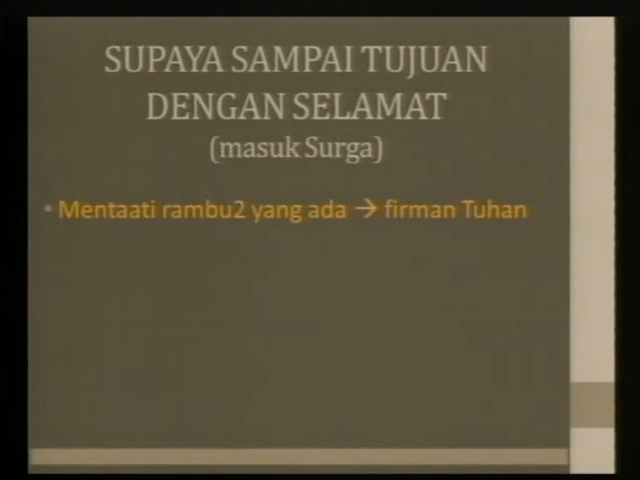 SUPAYA SAMPAI TUJUAN
DENGAN SELAMAT
(masuk Surga)
• Mentaati rambu2 yang ada → firman Tuhan